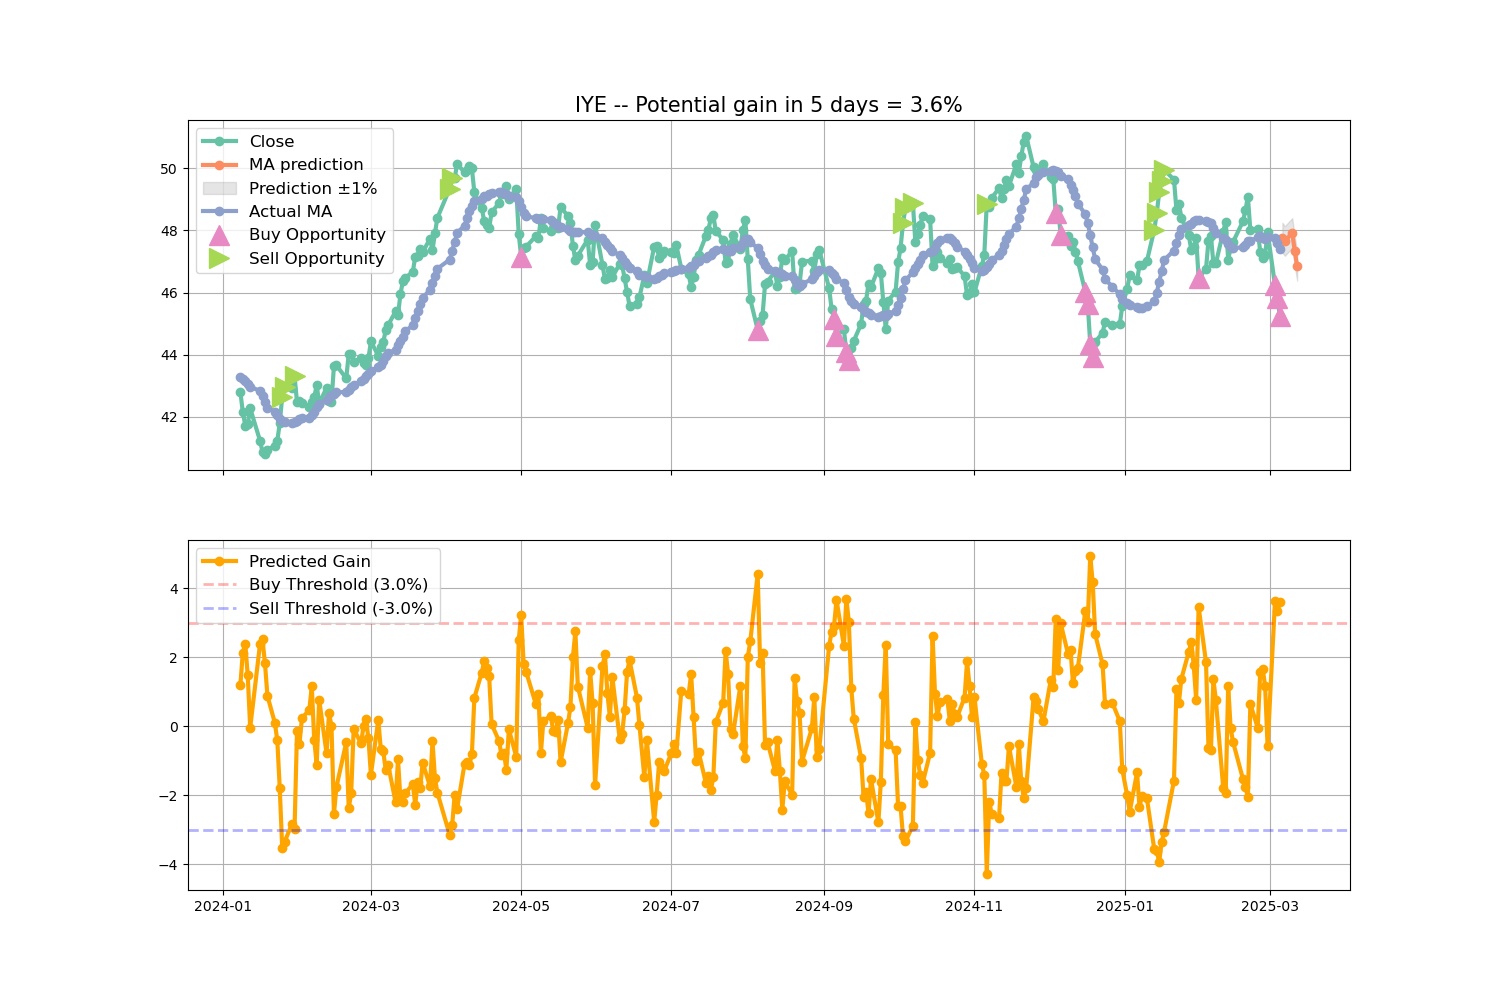 IYE -- Potential gain in 5 days = 3.6%
Close
MA prediction
Prediction ±1%
Actual MA
Buy Opportunity
Sell Opportunity
50
48
46
44
42
Predicted Gain
Buy Threshold (3.0%)
Sell Threshold (-3.0%)
4
2
0
−2
−4
2024-01 2024-03 2024-05 2024-07 2024-09 2024-11 2025-01 2025-03